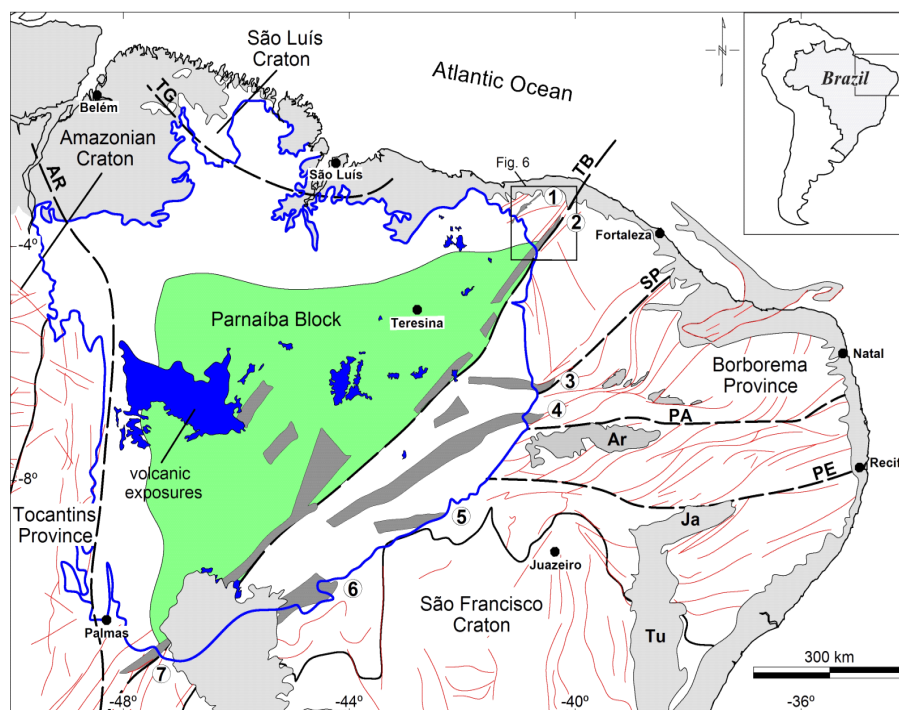 São Luís
Craton
Atlantic Ocean
N
Brazil
TG
Belém
Amazonian
Craton
AR
São Luís
Fig. 6
TB
1
2
Fortaleza
-4°
SP
Parnaíba Block
Teresina
Natal
Borborema
Province
3
4
PA
Ar
volcanic
exposures
-8°
PE
Recif
Tocantins
Province
5
Ja
Juazeiro
6
São Francisco
Craton
Palmas
Tu
7
300 km
-48°
-44°
-40°
-36°